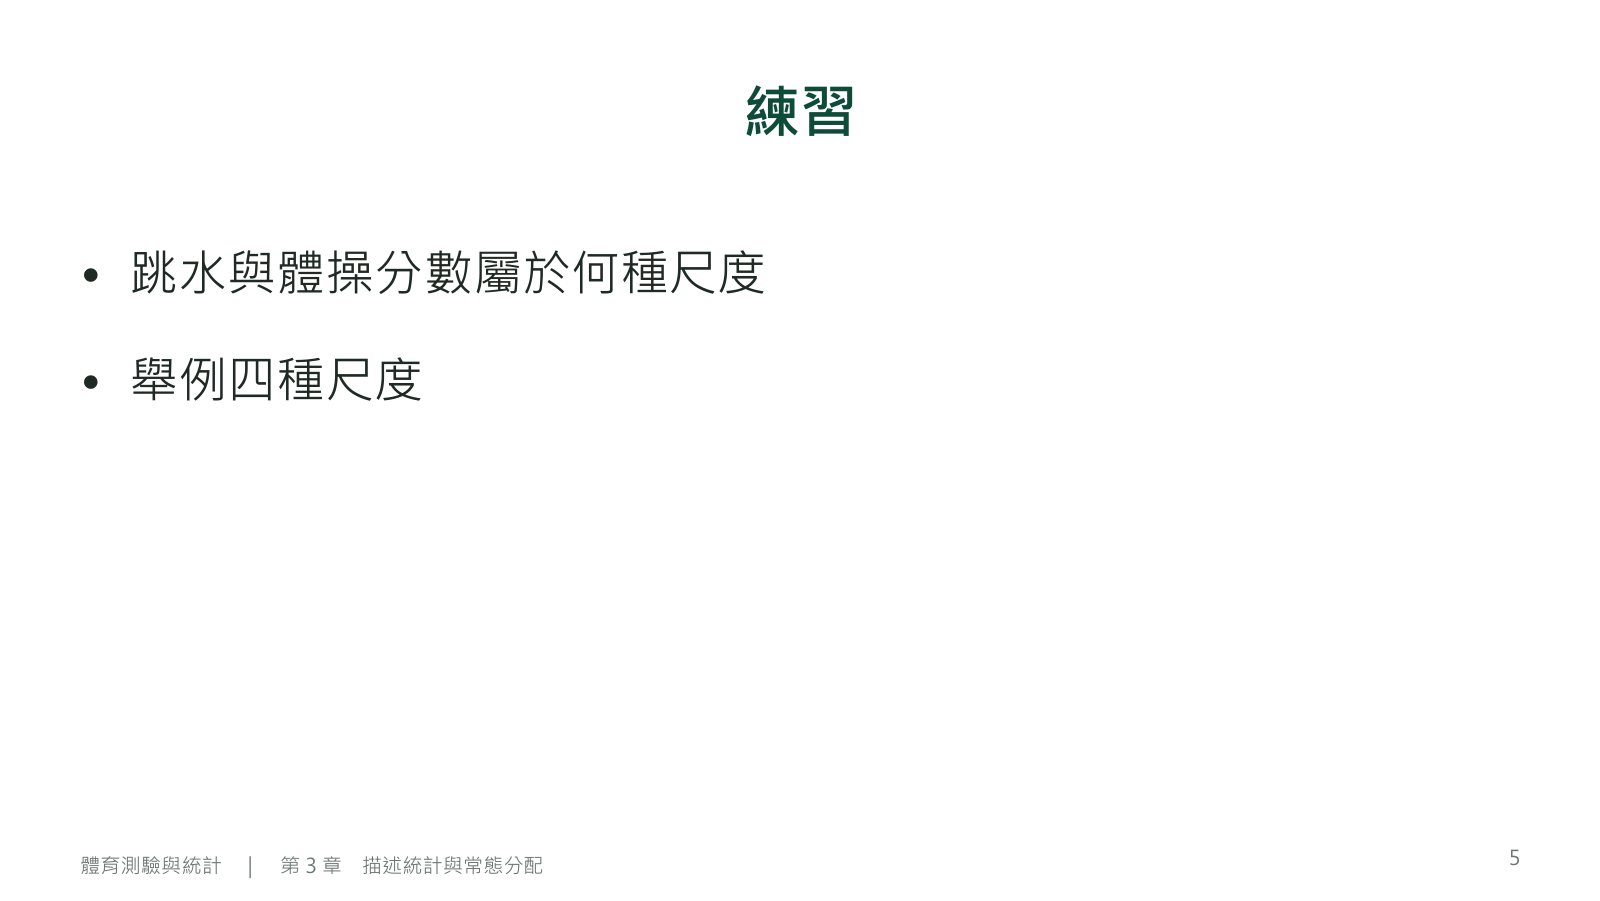 練習
• 跳水與體操分數屬於何種尺度
• 舉例四種尺度
體育測驗與統計 | 第 3 章 描述統計與常態分配
5